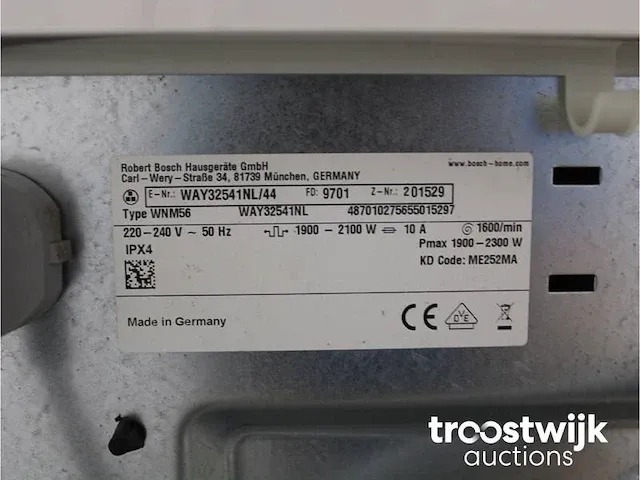 Robert Bosch Hausgeräte GmbH
Carl-Wery-Straße 34, 81739 München, GERMANY
www.bosch-home.com
E-Nr.: WAY32541NL/44 FD: 9701 Z-Nr.: 201529
Type WNM56 WAY32541NL 487010275655015297
220-240 V ~ 50 Hz 1900 - 2100 W 10 A 1600/min
IPX4 Pmax 1900-2300 W
KD Code: ME252MA
Made in Germany CE VDE
troostwijk
auctions